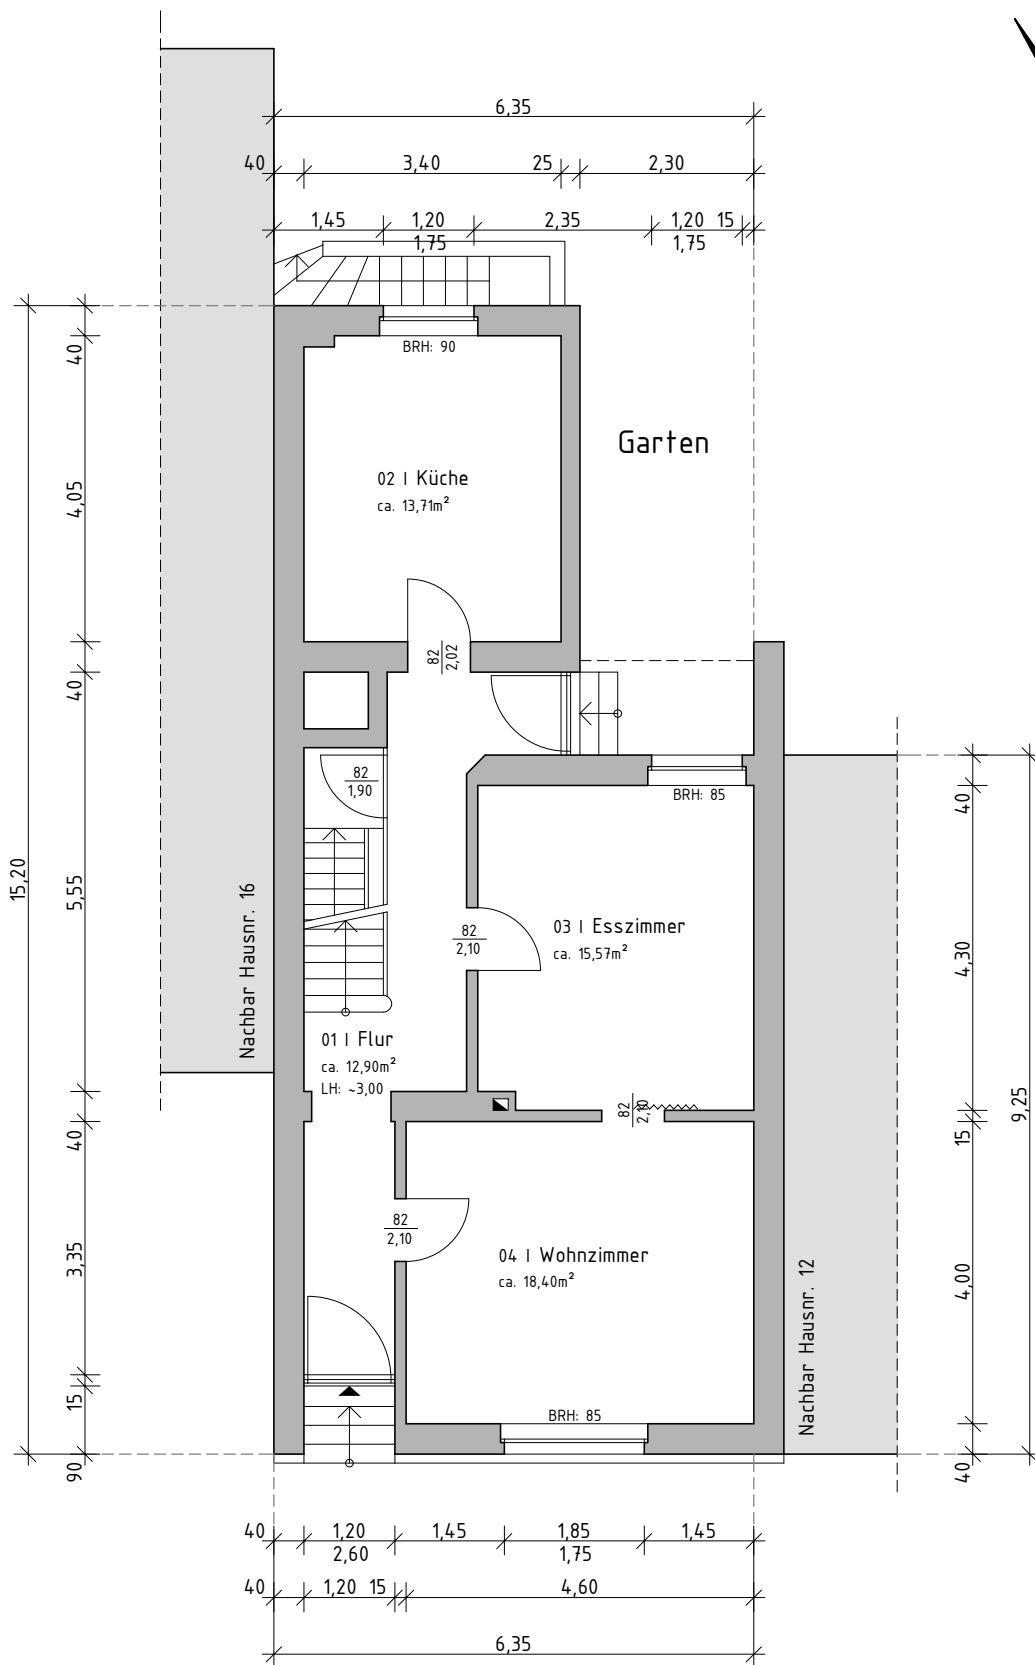 6,35
40 3,40 25 2,30
1,45 1,20 2,35 1,20 15
1,75 1,75
BRH: 90
Garten
02 | Küche
ca. 13,71m²
82
2,02
82
1,90
BRH: 85
03 | Esszimmer
ca. 15,57m²
82
2,10
01 | Flur
ca. 12,90m²
LH: ~3,00
82
2,10
82
2,10
04 | Wohnzimmer
ca. 18,40m²
BRH: 85
Nachbar Hausnr. 16
Nachbar Hausnr. 12
15,20
40
4,05
40
5,55
40
3,35
15
90
40
4,30
15
4,00
40
9,25
40 1,20 1,45 1,85 1,45
2,60 1,75
40 1,20 15 4,60
6,35